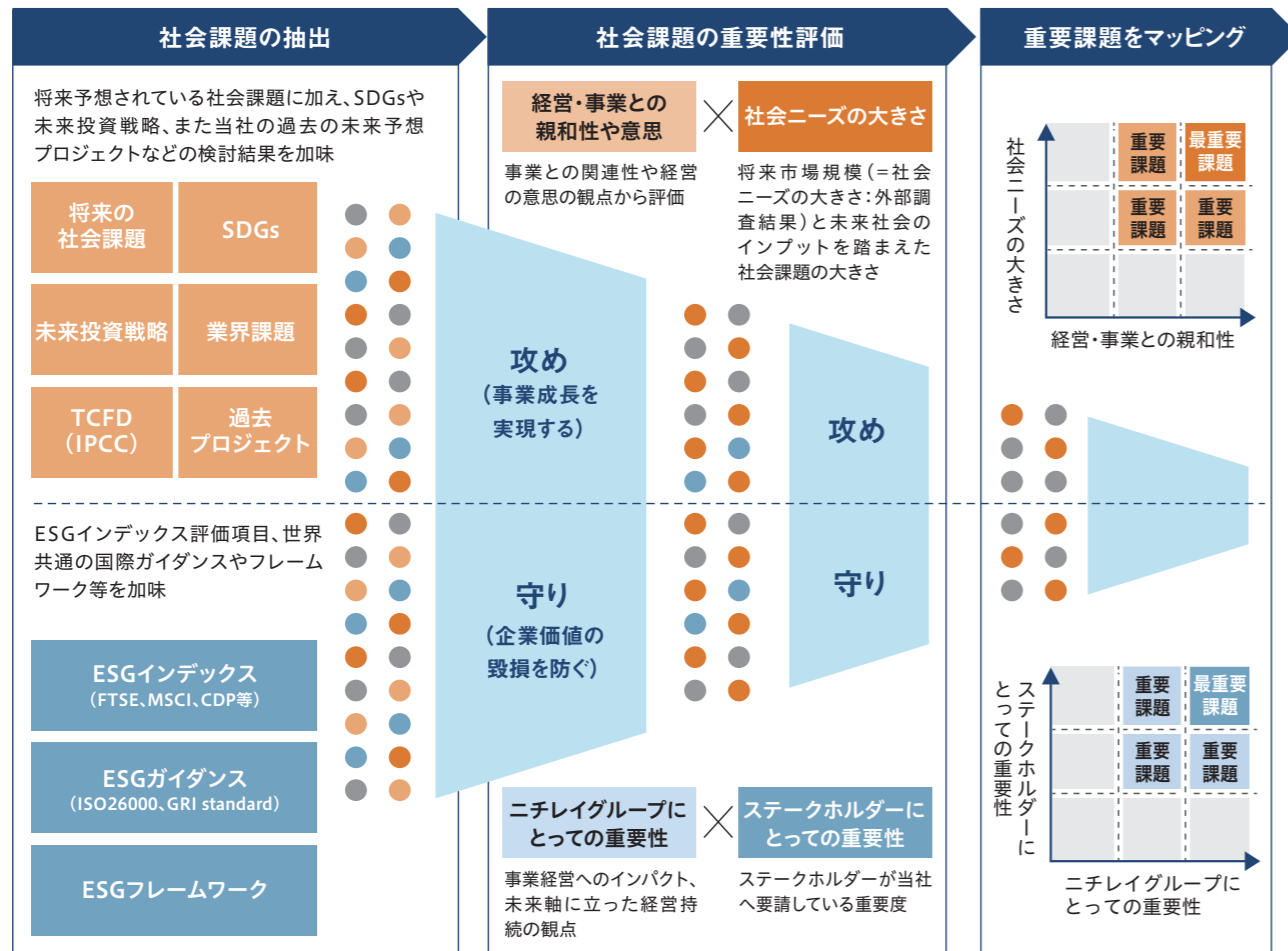 社会課題の抽出
将来予想されている社会課題に加え、SDGsや
未来投資戦略、また当社の過去の未来予想
プロジェクトなどの検討結果を加味
将来の
社会課題
SDGs
未来投資戦略
業界課題
TCFD
(IPCC)
過去
プロジェクト
攻め
(事業成長を
実現する)
ESGインデックス評価項目、世界
共通の国際ガイダンスやフレーム
ワーク等を加味
ESGインデックス
(FTSE、MSCI、CDP等)
ESGガイダンス
(ISO26000、GRI standard)
ESGフレームワーク
守り
(企業価値の
毀損を防ぐ)
社会課題の重要性評価
経営・事業との
親和性や意思
×
社会ニーズの大きさ
事業との関連性や経営
の意思の観点から評価
将来市場規模(=社会
ニーズの大きさ:外部調
査結果)と未来社会の
インプットを踏まえた
社会課題の大きさ
攻め
守り
ニチレイグループに
とっての重要性
×
ステークホルダーに
とっての重要性
事業経営へのインパクト、
未来軸に立った経営持
続の観点
ステークホルダーが当社
へ要請している重要度
重要課題をマッピング
社会ニーズの大きさ
重要
課題
最重要
課題
重要
課題
重要
課題
経営・事業との親和性
ステークホルダーに
とっての重要性
重要
課題
最重要
課題
重要
課題
重要
課題
ニチレイグループに
とっての重要性